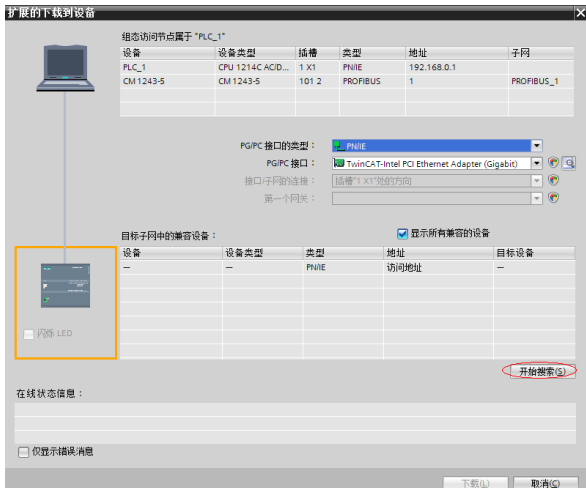 扩展的下载到设备
组态访问节点属于 "PLC_1"
设备 设备类型 插槽 类型 地址 子网
PLC_1 CPU 1214C AC/D... 1 X1 PN/IE 192.168.0.1
CM 1243-5 CM 1243-5 101 2 PROFIBUS 1 PROFIBUS_1
PG/PC 接口的类型： PN/IE
PG/PC 接口： TwinCAT-Intel PCI Ethernet Adapter (Gigabit)
接口/子网的连接： 插槽"1 X1"处的方向
第一个网关：
目标子网中的兼容设备： 显示所有兼容的设备
设备 设备类型 类型 地址 目标设备
— — PN/IE 访问地址 —
闪烁 LED
开始搜索(S)
在线状态信息：
仅显示错误消息
下载(L) 取消(C)